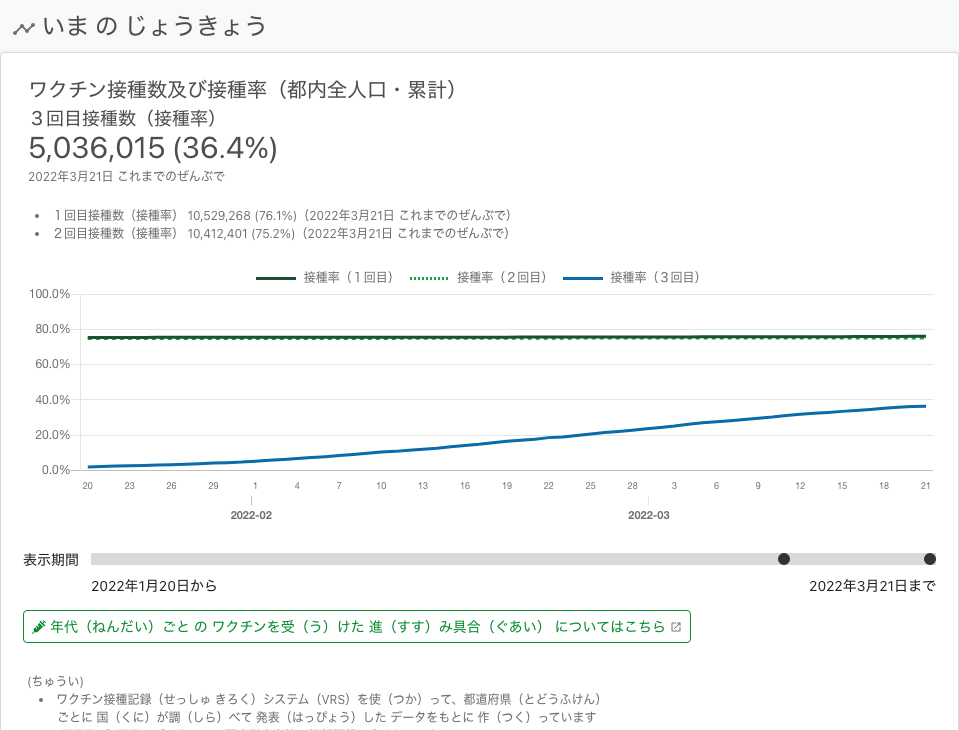 いま の じょうきょう
ワクチン接種数及び接種率（都内全人口・累計）
３回目接種数（接種率）
5,036,015 (36.4%)
2022年3月21日 これまでのぜんぶで
• １回目接種数（接種率） 10,529,268 (76.1%)（2022年3月21日 これまでのぜんぶで）
• ２回目接種数（接種率） 10,412,401 (75.2%)（2022年3月21日 これまでのぜんぶで）
接種率（１回目） 接種率（２回目） 接種率（３回目）
100.0%
80.0%
60.0%
40.0%
20.0%
0.0%
20 23 26 29 1 4 7 10 13 16 19 22 25 28 3 6 9 12 15 18 21
2022-02 2022-03
表示期間
2022年1月20日から 2022年3月21日まで
年代（ねんだい）ごと の ワクチンを受（う）けた 進（すす）み具合（ぐあい） についてはこちら
(ちゅうい)
• ワクチン接種記録（せっしゅ きろく）システム（VRS）を使（つか）って、都道府県（とどうふけん）
ごとに 国（くに）が調（しら）べて 発表（はっぴょう）した データをもとに 作（つく）っています